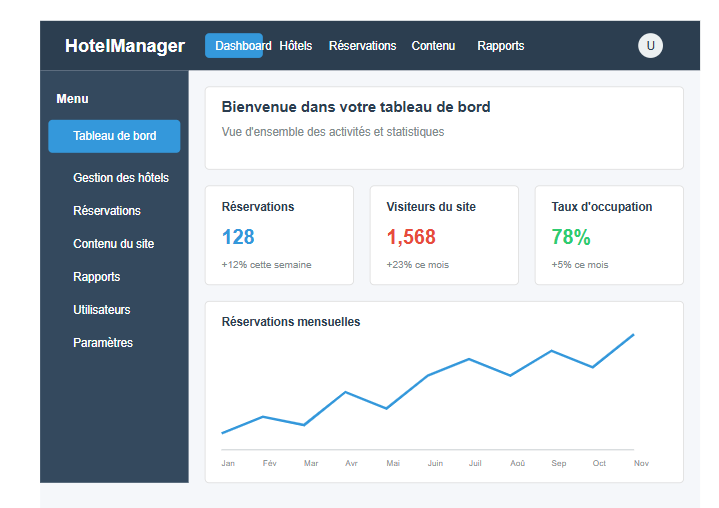 HotelManager Dashboard Hôtels Réservations Contenu Rapports U
Menu
Tableau de bord
Gestion des hôtels
Réservations
Contenu du site
Rapports
Utilisateurs
Paramètres
Bienvenue dans votre tableau de bord
Vue d'ensemble des activités et statistiques
Réservations
128
+12% cette semaine
Visiteurs du site
1,568
+23% ce mois
Taux d'occupation
78%
+5% ce mois
Réservations mensuelles
Jan Fév Mar Avr Mai Juin Juil Aoû Sep Oct Nov